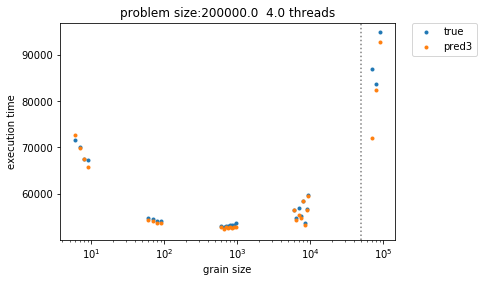 problem size:200000.0 4.0 threads
true
pred3
90000
80000
70000
60000
execution time
10¹ 10² 10³ 10⁴ 10⁵
grain size